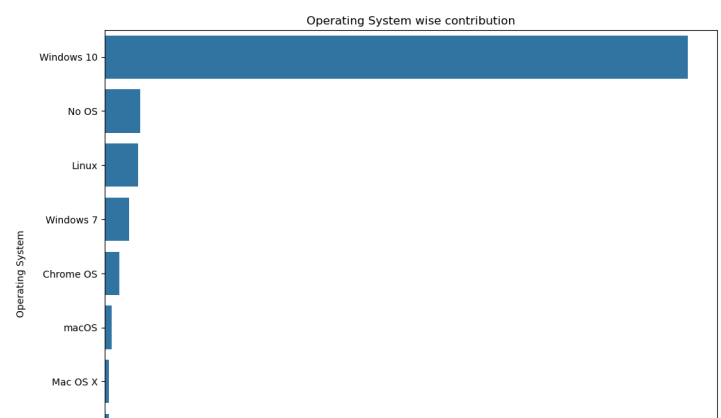 Operating System wise contribution
Windows 10
No OS
Linux
Windows 7
Chrome OS
macOS
Mac OS X
Operating System